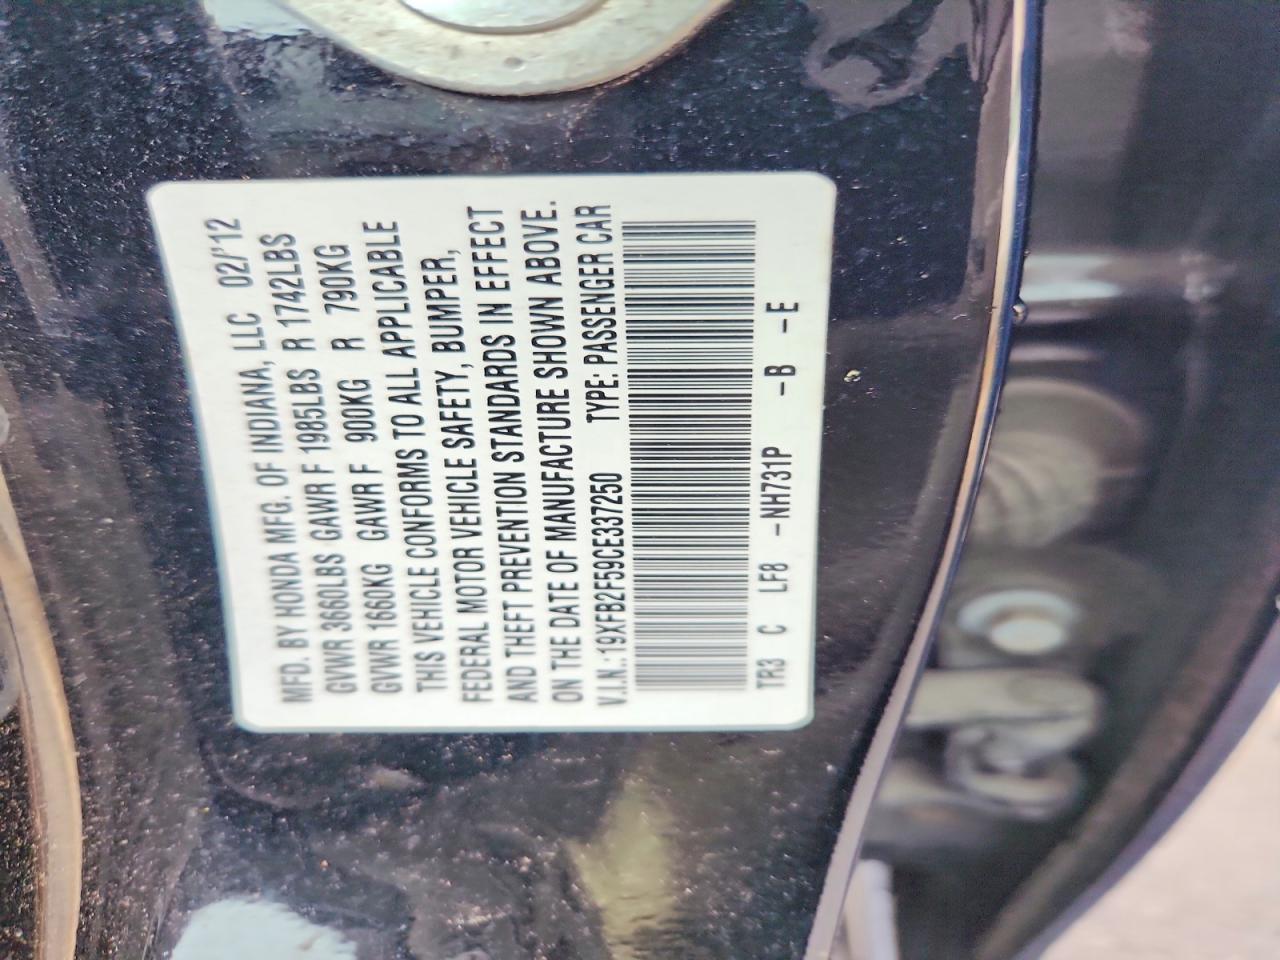 MFD. BY HONDA MFG. OF INDIANA, LLC 02/'12
GVWR 3660LBS GAWR F 1985LBS R 1742LBS
GVWR 1660KG GAWR F 900KG R 790KG
THIS VEHICLE CONFORMS TO ALL APPLICABLE
FEDERAL MOTOR VEHICLE SAFETY, BUMPER,
AND THEFT PREVENTION STANDARDS IN EFFECT
ON THE DATE OF MANUFACTURE SHOWN ABOVE.
V.I.N.:19XFB2F59CE337250 TYPE: PASSENGER CAR
TR3 C LF8 -NH731P -B -E